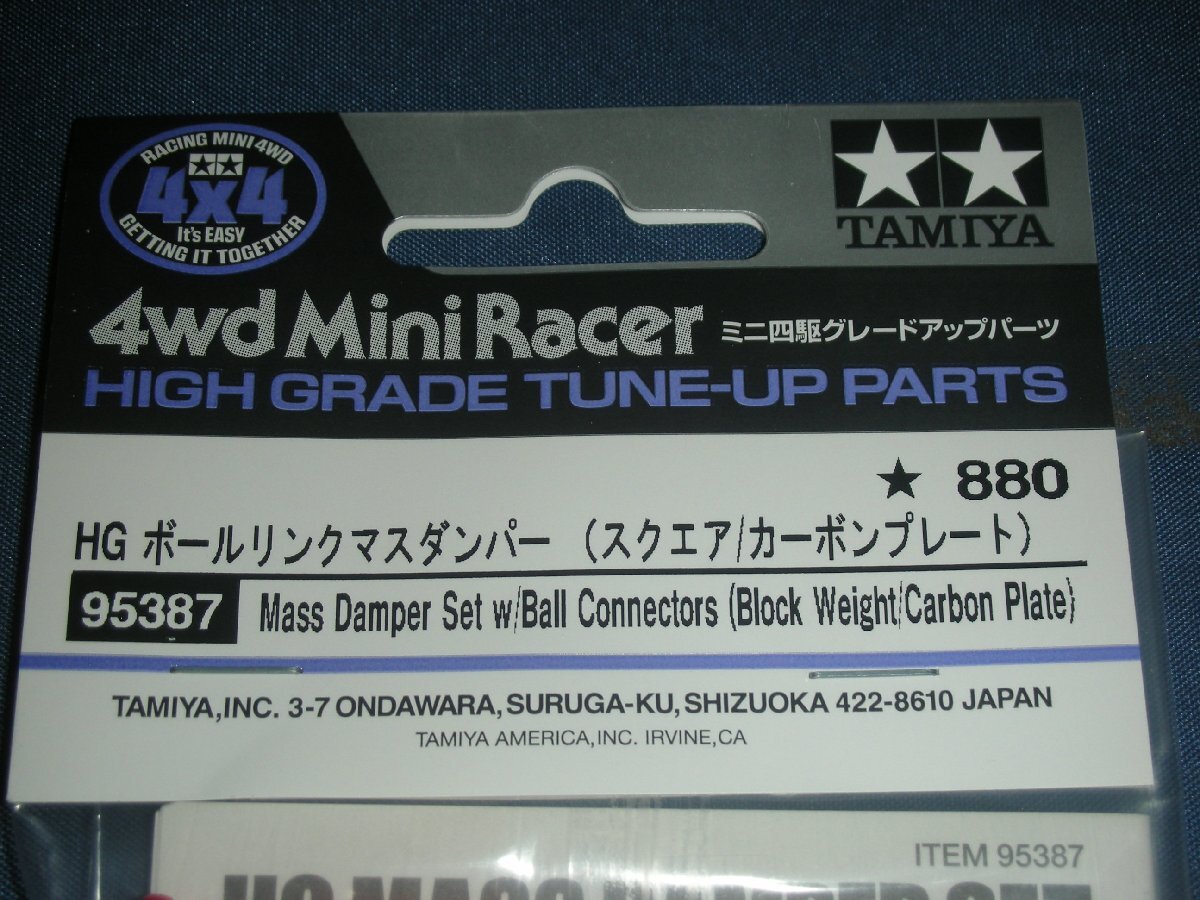 RACING MINI 4WD
4x4
It's EASY
GETTING IT TOGETHER
TAMIYA
4wd Mini Racer ミニ四駆グレードアップパーツ
HIGH GRADE TUNE-UP PARTS
★ 880
HG ボールリンクマスダンパー (スクエア/カーボンプレート)
95387 Mass Damper Set w/Ball Connectors (Block Weight/Carbon Plate)
TAMIYA,INC. 3-7 ONDAWARA, SURUGA-KU, SHIZUOKA 422-8610 JAPAN
TAMIYA AMERICA,INC. IRVINE,CA
ITEM 95387
HG MASS DAMPER SET